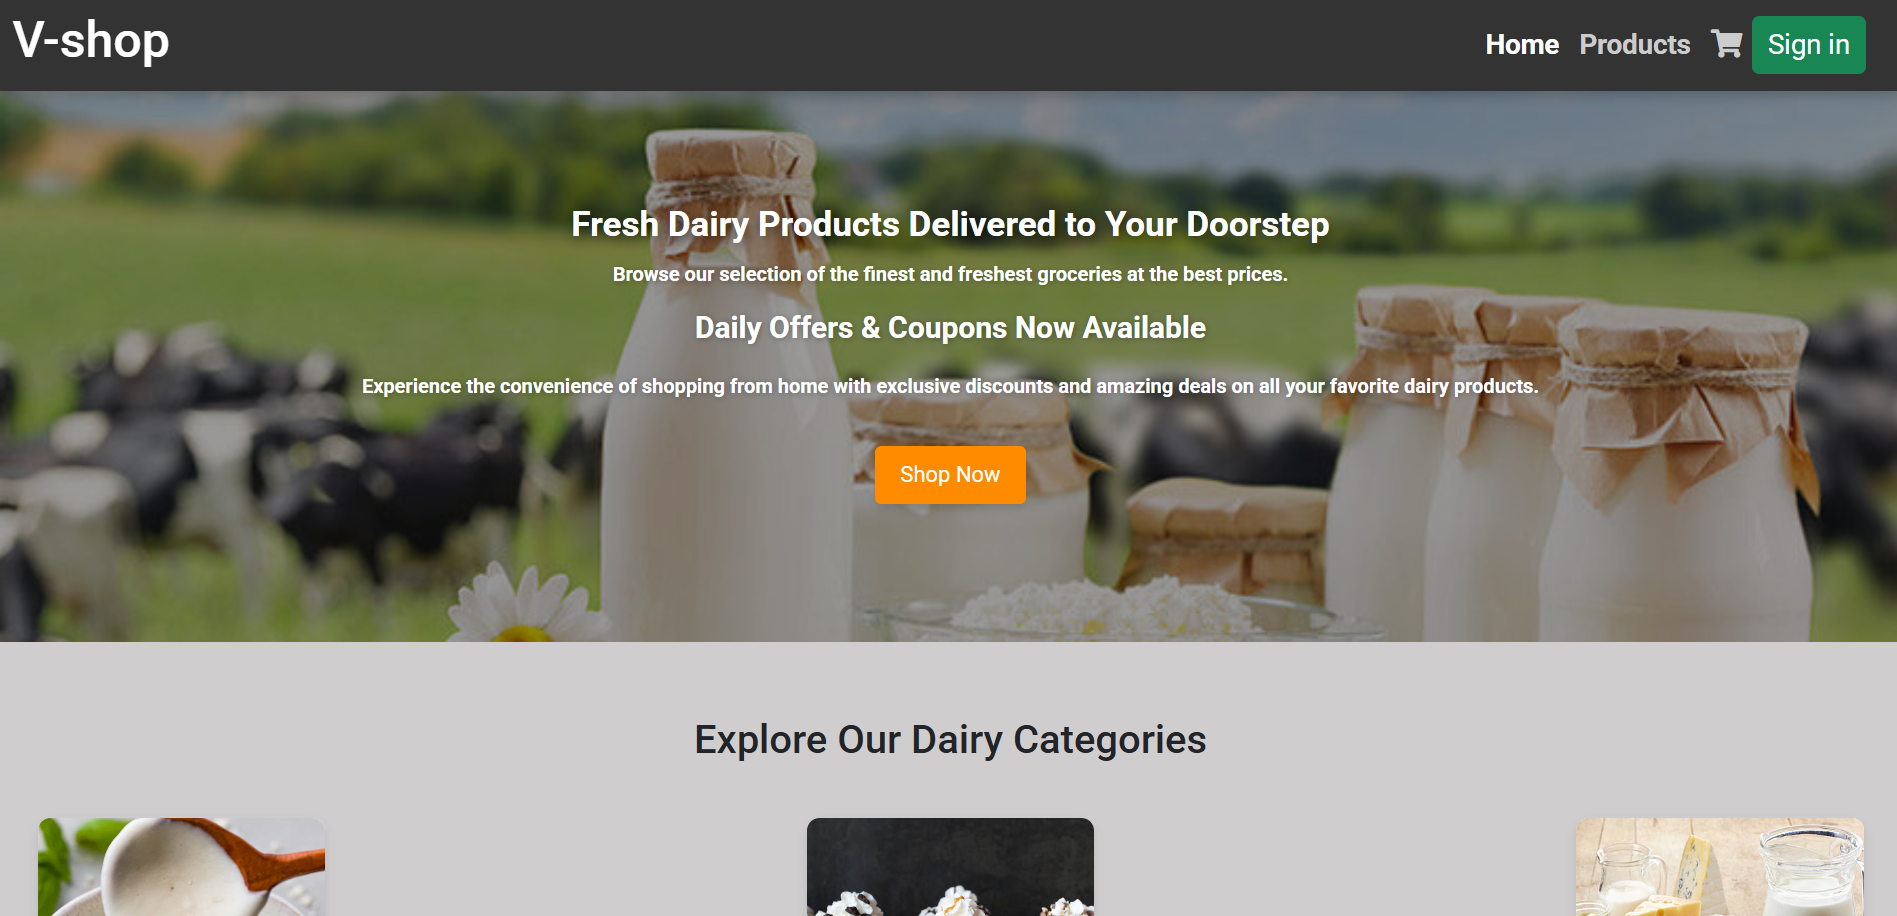 V-shop
Home Products Sign in
Fresh Dairy Products Delivered to Your Doorstep
Browse our selection of the finest and freshest groceries at the best prices.
Daily Offers & Coupons Now Available
Experience the convenience of shopping from home with exclusive discounts and amazing deals on all your favorite dairy products.
Shop Now
Explore Our Dairy Categories